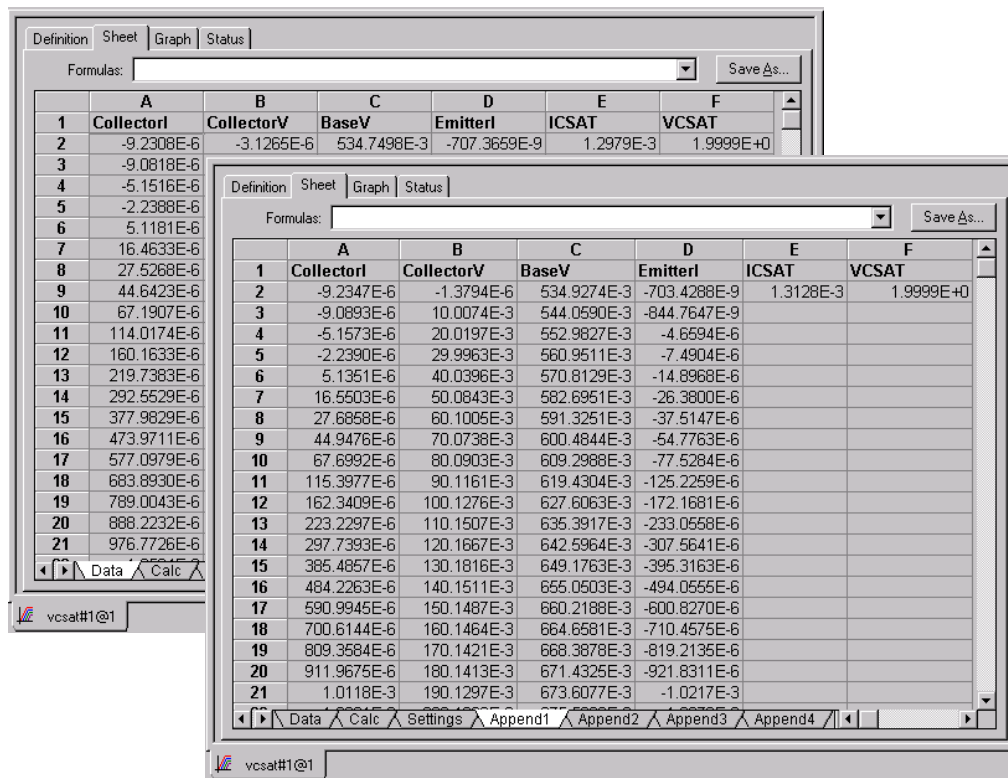 Definition Sheet Graph Status
Formulas: Save As...
A B C D E F
1 CollectorI CollectorV BaseV EmitterI ICSAT VCSAT
2 -9.2308E-6 -3.1265E-6 534.7498E-3 -707.3659E-9 1.2979E-3 1.9999E+0
3 -9.0818E-6
4 -5.1516E-6
5 -2.2388E-6
6 5.1181E-6
7 16.4633E-6
8 27.5268E-6
9 44.6423E-6
10 67.1907E-6
11 114.0174E-6
12 160.1633E-6
13 219.7383E-6
14 292.5529E-6
15 377.9829E-6
16 473.9711E-6
17 577.0979E-6
18 683.8930E-6
19 789.0043E-6
20 888.2232E-6
21 976.7726E-6
Data Calc
vcsat#1@1
Definition Sheet Graph Status
Formulas: Save As...
A B C D E F
1 CollectorI CollectorV BaseV EmitterI ICSAT VCSAT
2 -9.2347E-6 -1.3794E-6 534.9274E-3 -703.4288E-9 1.3128E-3 1.9999E+0
3 -9.0893E-6 10.0074E-3 544.0590E-3 -844.7647E-9
4 -5.1573E-6 20.0197E-3 552.9827E-3 -4.6594E-6
5 -2.2390E-6 29.9963E-3 560.9511E-3 -7.4904E-6
6 5.1351E-6 40.0396E-3 570.8129E-3 -14.8968E-6
7 16.5503E-6 50.0843E-3 582.6951E-3 -26.3800E-6
8 27.6858E-6 60.1005E-3 591.3251E-3 -37.5147E-6
9 44.9476E-6 70.0738E-3 600.4844E-3 -54.7763E-6
10 67.6992E-6 80.0903E-3 609.2988E-3 -77.5284E-6
11 115.3977E-6 90.1161E-3 619.4304E-3 -125.2259E-6
12 162.3409E-6 100.1276E-3 627.6063E-3 -172.1681E-6
13 223.2297E-6 110.1507E-3 635.3917E-3 -233.0558E-6
14 297.7393E-6 120.1667E-3 642.5964E-3 -307.5641E-6
15 385.4857E-6 130.1816E-3 649.1763E-3 -395.3163E-6
16 484.2263E-6 140.1511E-3 655.0503E-3 -494.0555E-6
17 590.9945E-6 150.1487E-3 660.2188E-3 -600.8270E-6
18 700.6144E-6 160.1464E-3 664.6581E-3 -710.4575E-6
19 809.3584E-6 170.1421E-3 668.3878E-3 -819.2135E-6
20 911.9675E-6 180.1413E-3 671.4325E-3 -921.8311E-6
21 1.0118E-3 190.1297E-3 673.6077E-3 -1.0217E-3
Data Calc Settings Append1 Append2 Append3 Append4
vcsat#1@1